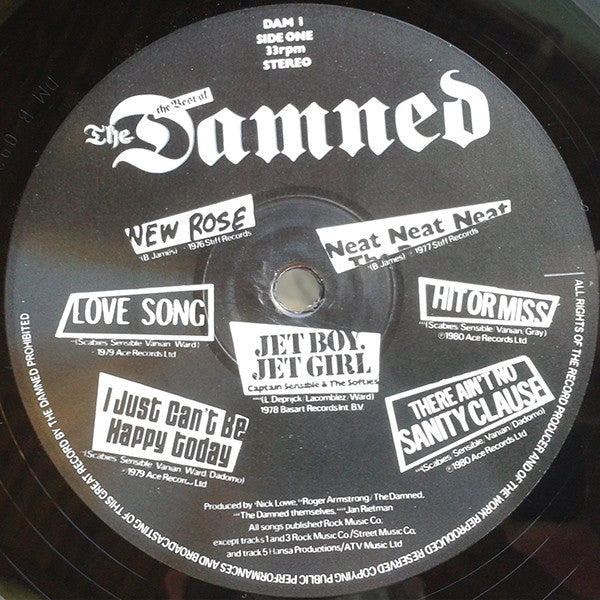 DAM 1
SIDE ONE
33rpm
STEREO
the Best of
The Damned
NEW ROSE
(B James) · 1976 Stiff Records
Neat Neat Neat
The
(B James) · 1977 Stiff Records
LOVE SONG
(Scabies Sensible Vanian Ward)
1979 Ace Records Ltd
HIT OR MISS
(Scabies/Sensible/Vanian/Gray)
℗1980 Ace Records Ltd
JET BOY,
JET GIRL
Captain Sensible & The Softies
(L Deprijck/Lacomblez/Ward)
1978 Basart Records Int. B.V.
I Just Can't Be
Happy Today
(Scabies Sensible Vanian Ward Dadomo)
1979 Ace Records Ltd
THERE AIN'T NO
SANITY CLAUSE
(Scabies/Sensible/Vanian/Dadomo)
℗1980 Ace Records Ltd
Produced by *Nick Lowe, **Roger Armstrong/The Damned,
***The Damned themselves, ****Jan Rietman
All songs published Rock Music Co.
except tracks 1 and 3 Rock Music Co/Street Music Co.
and track 5 Hansa Productions/ATV Music Ltd
ALL RIGHTS OF THE RECORD PRODUCER AND OF THE WORK REPRODUCED RESERVED COPYING PUBLIC PERFORMANCES AND BROADCASTING OF THIS GREAT RECORD BY THE DAMNED PROHIBITED